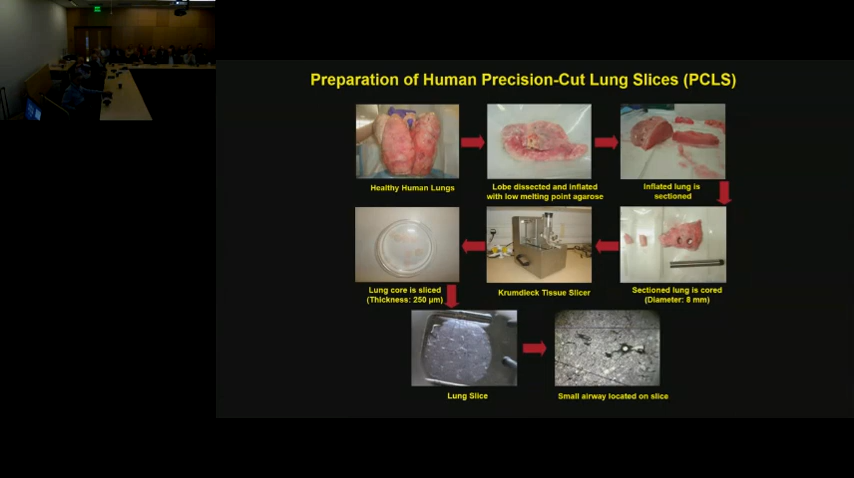 Preparation of Human Precision-Cut Lung Slices (PCLS)
Healthy Human Lungs
Lobe dissected and inflated
with low melting point agarose
Inflated lung is
sectioned
Lung core is sliced
(Thickness: 250 µm)
Krumdieck Tissue Slicer
Sectioned lung is cored
(Diameter: 8 mm)
Lung Slice
Small airway located on slice